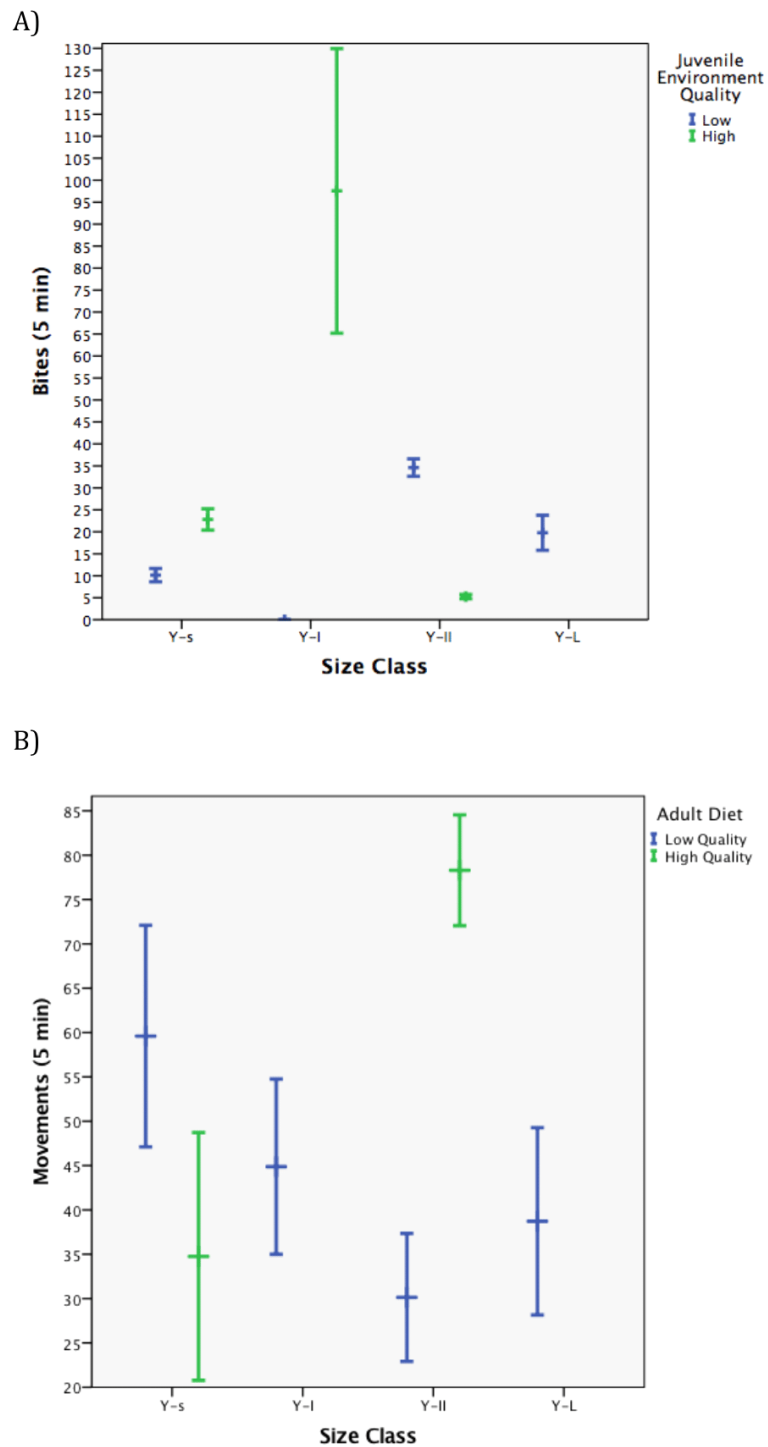 A)
Juvenile
Environment
Quality
Low
High
130
125
120
115
110
105
100
95
90
85
80
75
70
65
60
55
50
45
40
35
30
25
20
15
10
5
0
Bites (5 min)
Y-s Y-I Y-II Y-L
Size Class
B)
Adult Diet
Low Quality
High Quality
85
80
75
70
65
60
55
50
45
40
35
30
25
20
Movements (5 min)
Y-s Y-I Y-II Y-L
Size Class